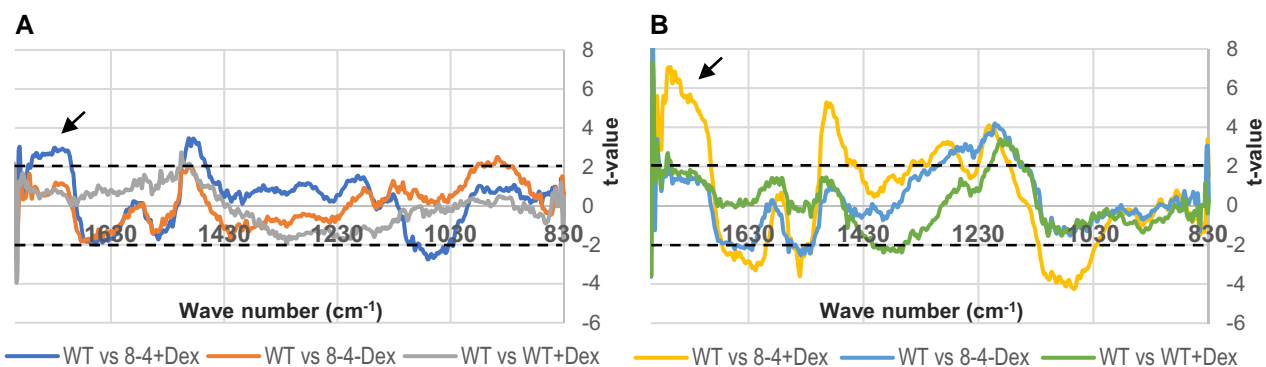 A
8
6
4
2
0
-2
-4
-6
t-value
1630
1430
1230
1030
830
Wave number (cm-1)
WT vs 8-4+Dex
WT vs 8-4-Dex
WT vs WT+Dex
B
8
6
4
2
0
-2
-4
-6
t-value
1630
1430
1230
1030
830
Wave number (cm-1)
WT vs 8-4+Dex
WT vs 8-4-Dex
WT vs WT+Dex